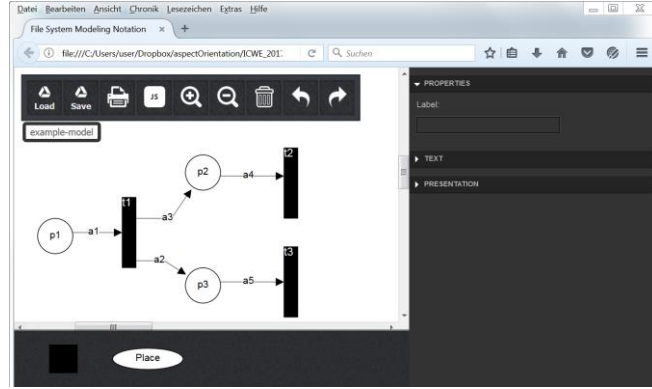 Datei Bearbeiten Ansicht Chronik Lesezeichen Extras Hilfe
File System Modeling Notation × +
file:///C:/Users/user/Dropbox/aspectOrientation/ICWE_201
Suchen
Load Save JS
example-model
PROPERTIES
Label:
TEXT
PRESENTATION
t2
p2 a4
t1
a3
p1 a1
t3
a2
p3 a5
Place